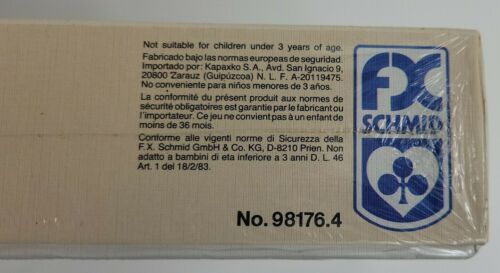 Not suitable for children under 3 years of age.
Fabricado bajo las normas europeas de seguridad.
Importado por: Kapaxko S.A., Avd. San Ignacio 9,
20800 Zarauz (Guipúzcoa) N. I. F. A-20119475.
No conveniente para niños menores de 3 años.
La conformité du présent produit aux normes de
sécurité obligatoires est garantie par le fabricant ou
l'importateur. Ce jeu ne convient pas à un enfant de
moins de 36 mois.
Conforme alle vigenti norme di Sicurezza della
F.X. Schmid GmbH & Co. KG, D-8210 Prien. Non
adatto a bambini di eta inferiore a 3 anni D. L. 46
Art. 1 del 18/2/83.
No. 98176.4
FX
SCHMID